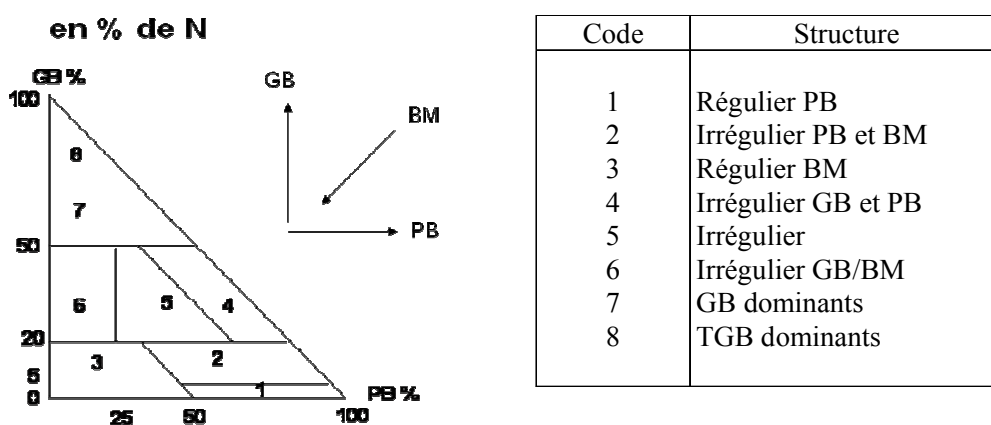 en % de N
GB %
100
50
20
5
0
25
50
100
PB %
8
7
6
5
4
3
2
1
GB
BM
PB
Code Structure
1 Régulier PB
2 Irrégulier PB et BM
3 Régulier BM
4 Irrégulier GB et PB
5 Irrégulier
6 Irrégulier GB/BM
7 GB dominants
8 TGB dominants